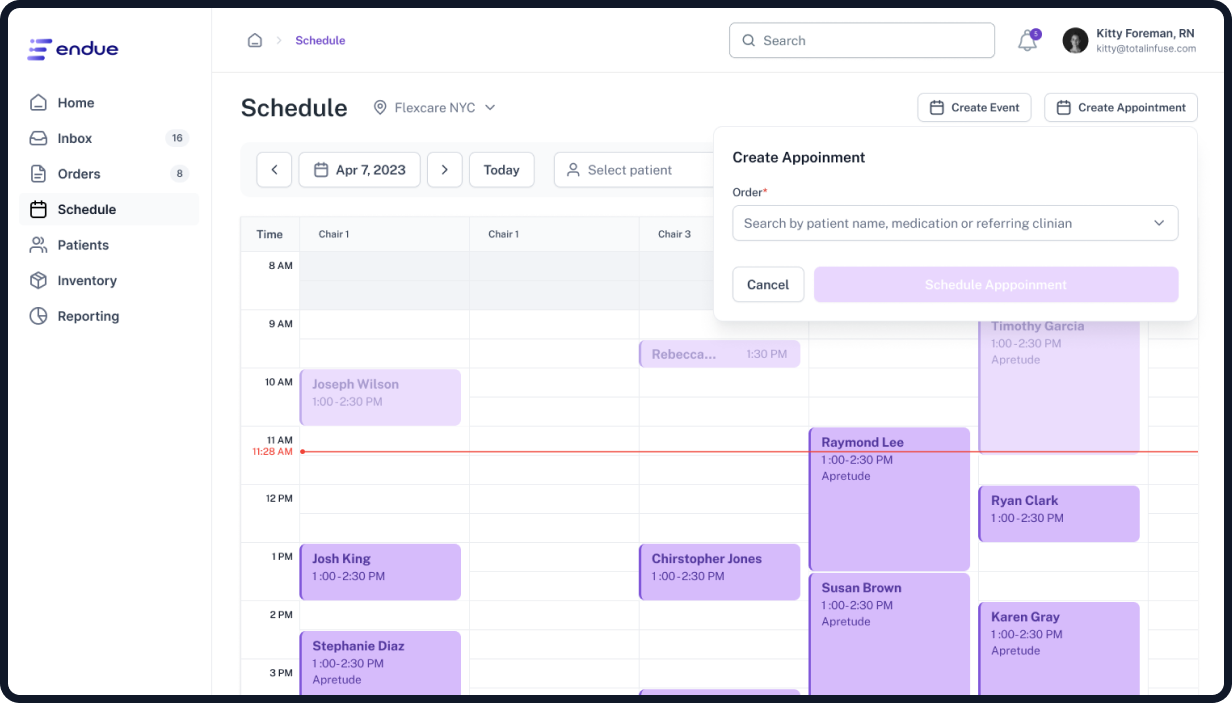 endue
Home
Inbox 16
Orders 8
Schedule
Patients
Inventory
Reporting
Schedule
Search
5
Kitty Foreman, RN
kitty@totalinfuse.com
Schedule
Flexcare NYC
Create Event
Create Appointment
Apr 7, 2023
Today
Select patient
Create Appoinment
Order*
Search by patient name, medication or referring clinian
Cancel
Schedule Apppoinment
Time
Chair 1
Chair 1
Chair 3
8 AM
9 AM
10 AM
11 AM
11:28 AM
12 PM
1 PM
2 PM
3 PM
Joseph Wilson
1:00-2:30 PM
Josh King
1:00-2:30 PM
Stephanie Diaz
1:00-2:30 PM
Apretude
Rebecca... 1:30 PM
Chirstopher Jones
1:00-2:30 PM
Raymond Lee
1:00-2:30 PM
Apretude
Susan Brown
1:00-2:30 PM
Apretude
Timothy Garcia
1:00-2:30 PM
Apretude
Ryan Clark
1:00-2:30 PM
Karen Gray
1:00-2:30 PM
Apretude